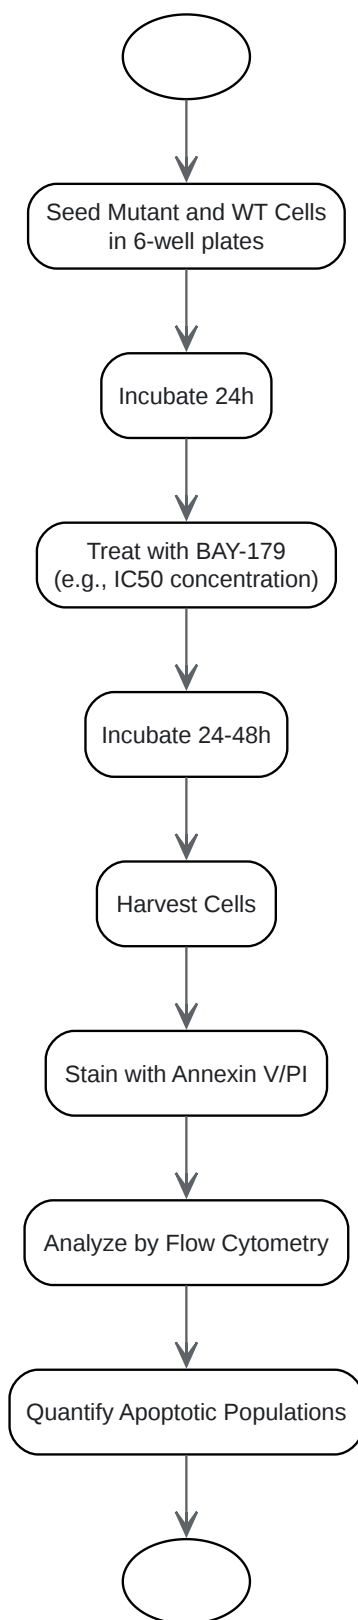 Seed Mutant and WT Cells
in 6-well plates
Incubate 24h
Treat with BAY-179
(e.g., IC50 concentration)
Incubate 24-48h
Harvest Cells
Stain with Annexin V/PI
Analyze by Flow Cytometry
Quantify Apoptotic Populations